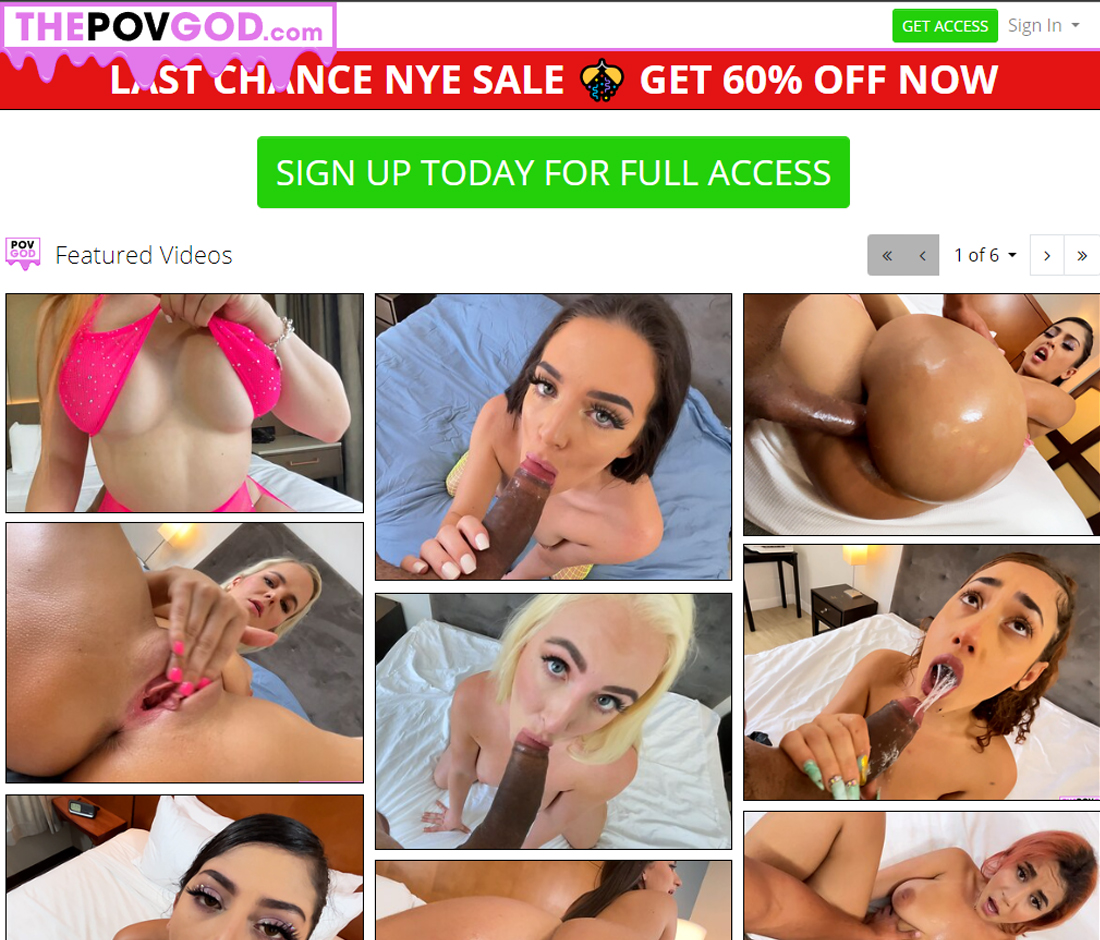 THEPOVGOD.com
GET ACCESS
Sign In
LAST CHANCE NYE SALE GET 60% OFF NOW
SIGN UP TODAY FOR FULL ACCESS
POV
GOD
Featured Videos
« ‹ 1 of 6 › »